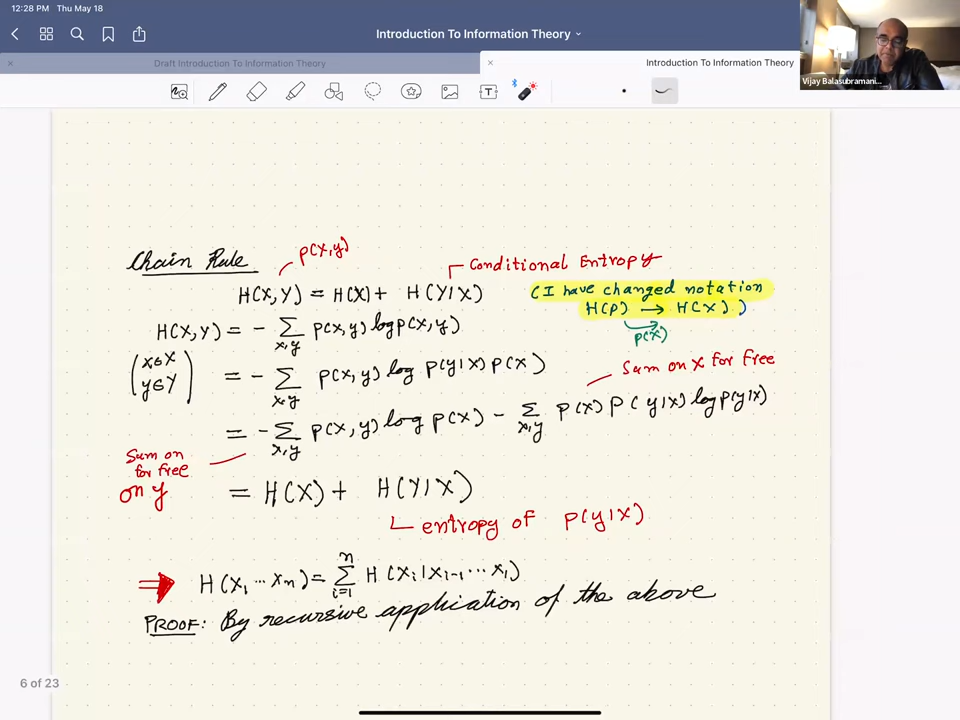 12:28 PM Thu May 18
Introduction To Information Theory
Draft Introduction To Information Theory
Introduction To Information Theory
Vijay Balasubramani...
Chain Rule
p(x,y)
Conditional Entropy
H(X,Y) = H(X) + H(Y|X)
(I have changed notation
H(p) → H(X))
p(x)
H(X,Y) = - ∑ p(x,y) log p(x,y)
x,y
(x∈X
y∈Y)
= - ∑ p(x,y) log p(y|x) p(x)
x,y
Sum on x for free
= - ∑ p(x,y) log p(x) - ∑ p(x) p(y|x) log p(y|x)
x,y x,y
Sum on
for free
on y
= H(X) + H(Y|X)
entropy of p(y|x)
⇒ H(x₁ ⋯ xₙ) = ∑ᵢ₌₁ⁿ H(xᵢ|xᵢ₋₁ ⋯ x₁)
PROOF: By recursive application of the above
6 of 23